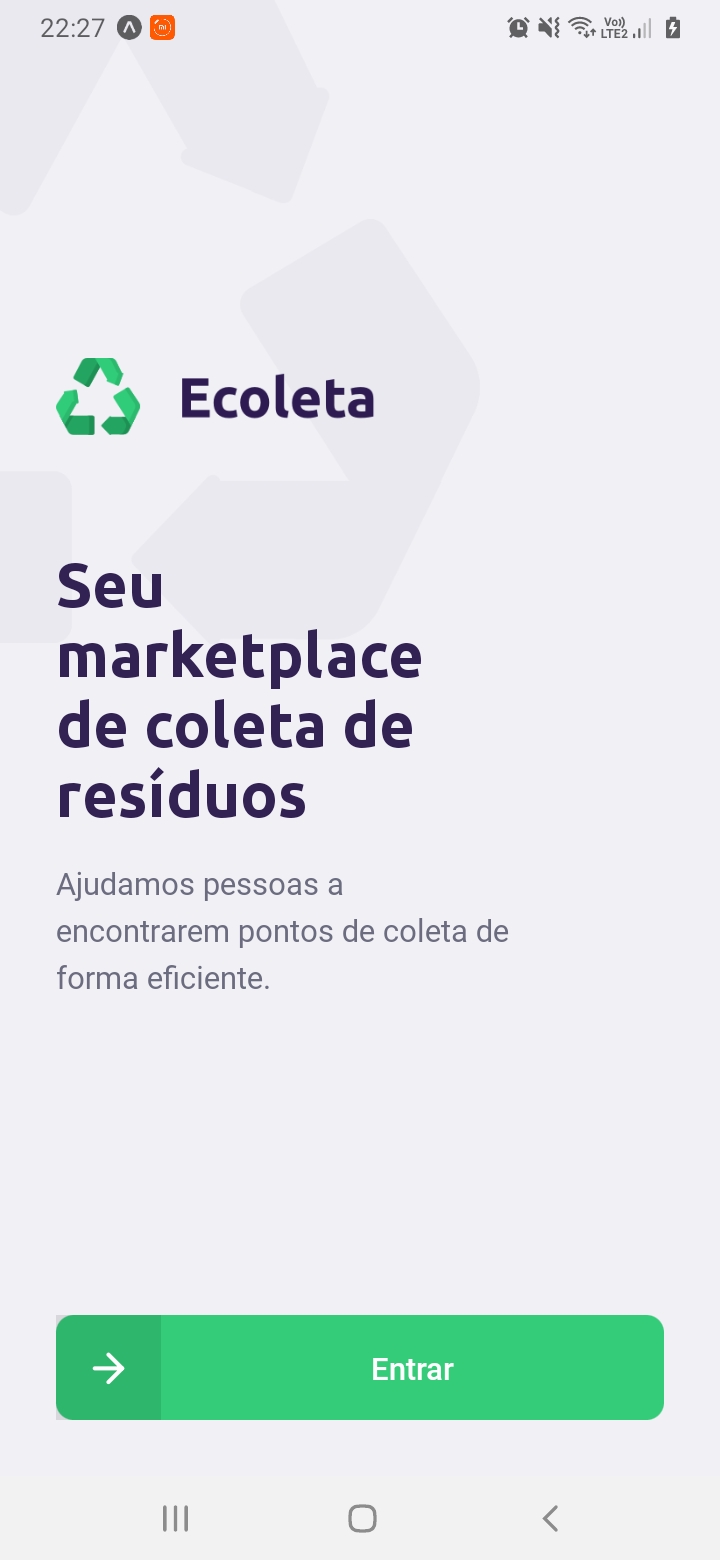 22:27
Vo))
LTE2
Ecoleta
Seu
marketplace
de coleta de
resíduos
Ajudamos pessoas a
encontrarem pontos de coleta de
forma eficiente.
Entrar